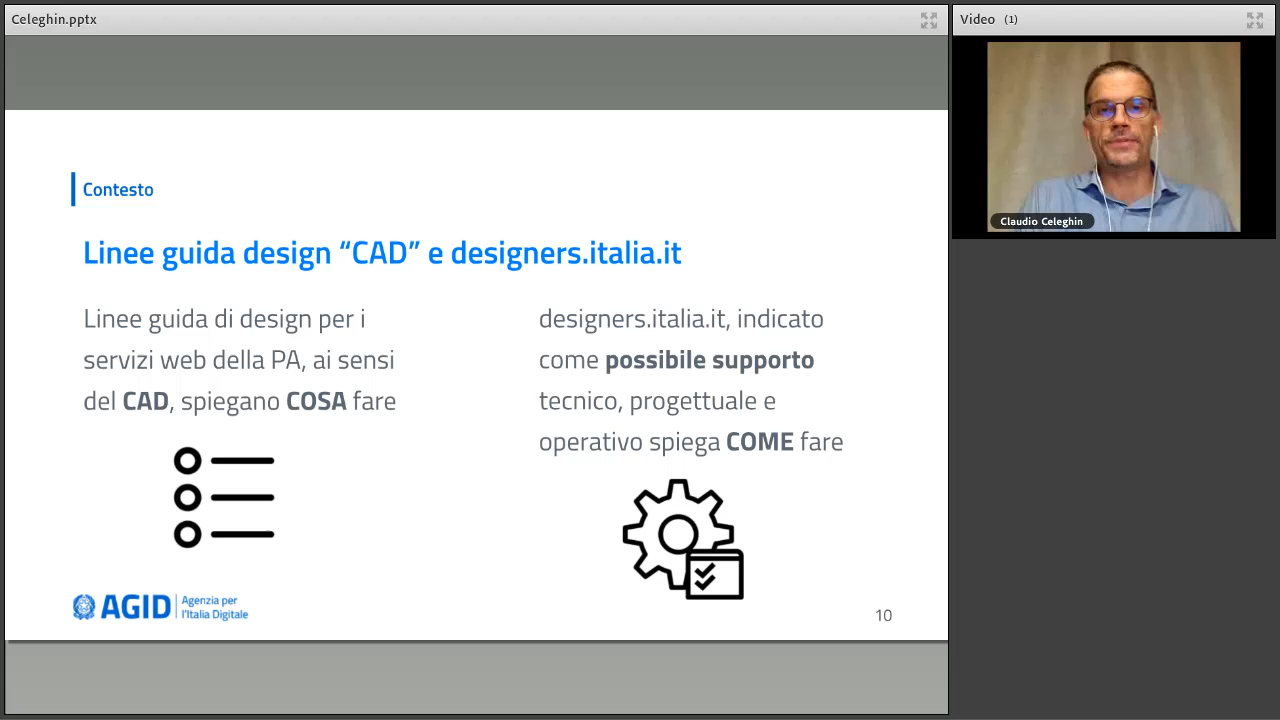 Celeghin.pptx
Video (1)
Claudio Celeghin
Contesto
Linee guida design “CAD” e designers.italia.it
Linee guida di design per i
servizi web della PA, ai sensi
del CAD, spiegano COSA fare
designers.italia.it, indicato
come possibile supporto
tecnico, progettuale e
operativo spiega COME fare
AGID
Agenzia per
l'Italia Digitale
10